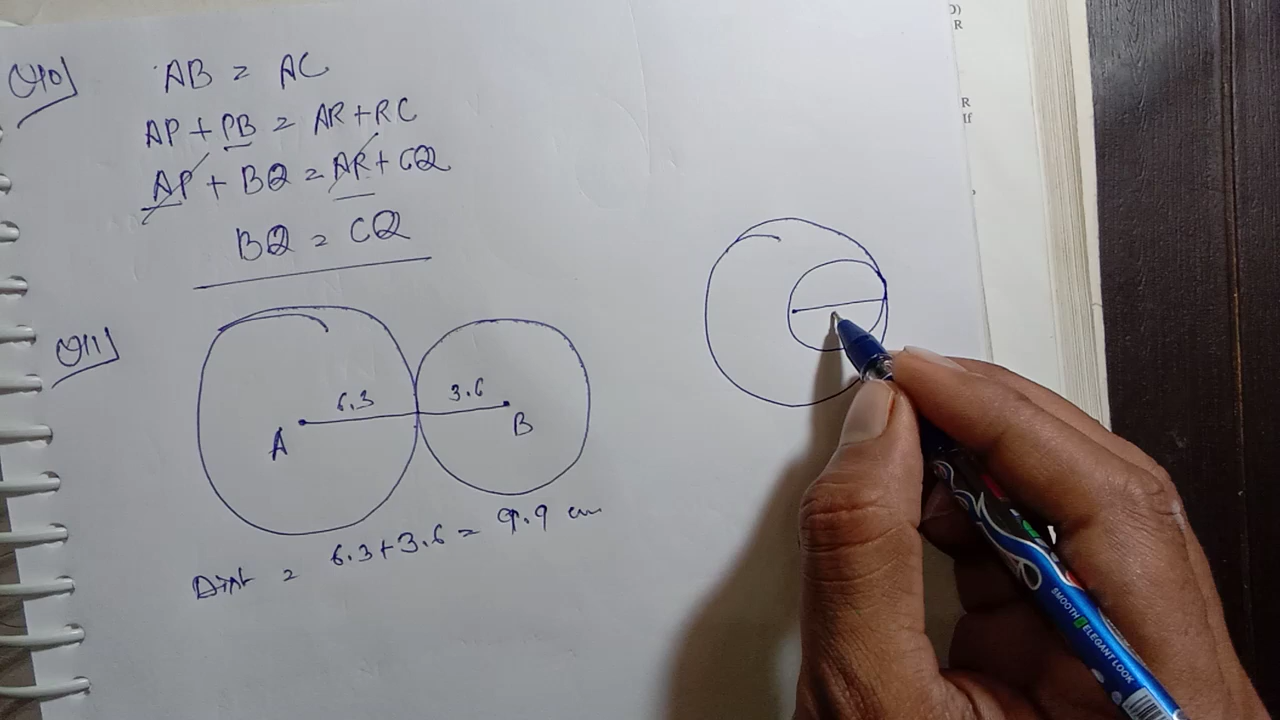 Q10]
AB = AC
AP + PB = AR + RC
AP + BQ = AR + CQ
BQ = CQ
Q11]
6.3
3.6
A
B
Dist = 6.3 + 3.6 = 9.9 cm
SMOOTH & ELEGANT LOOK
R
R
If